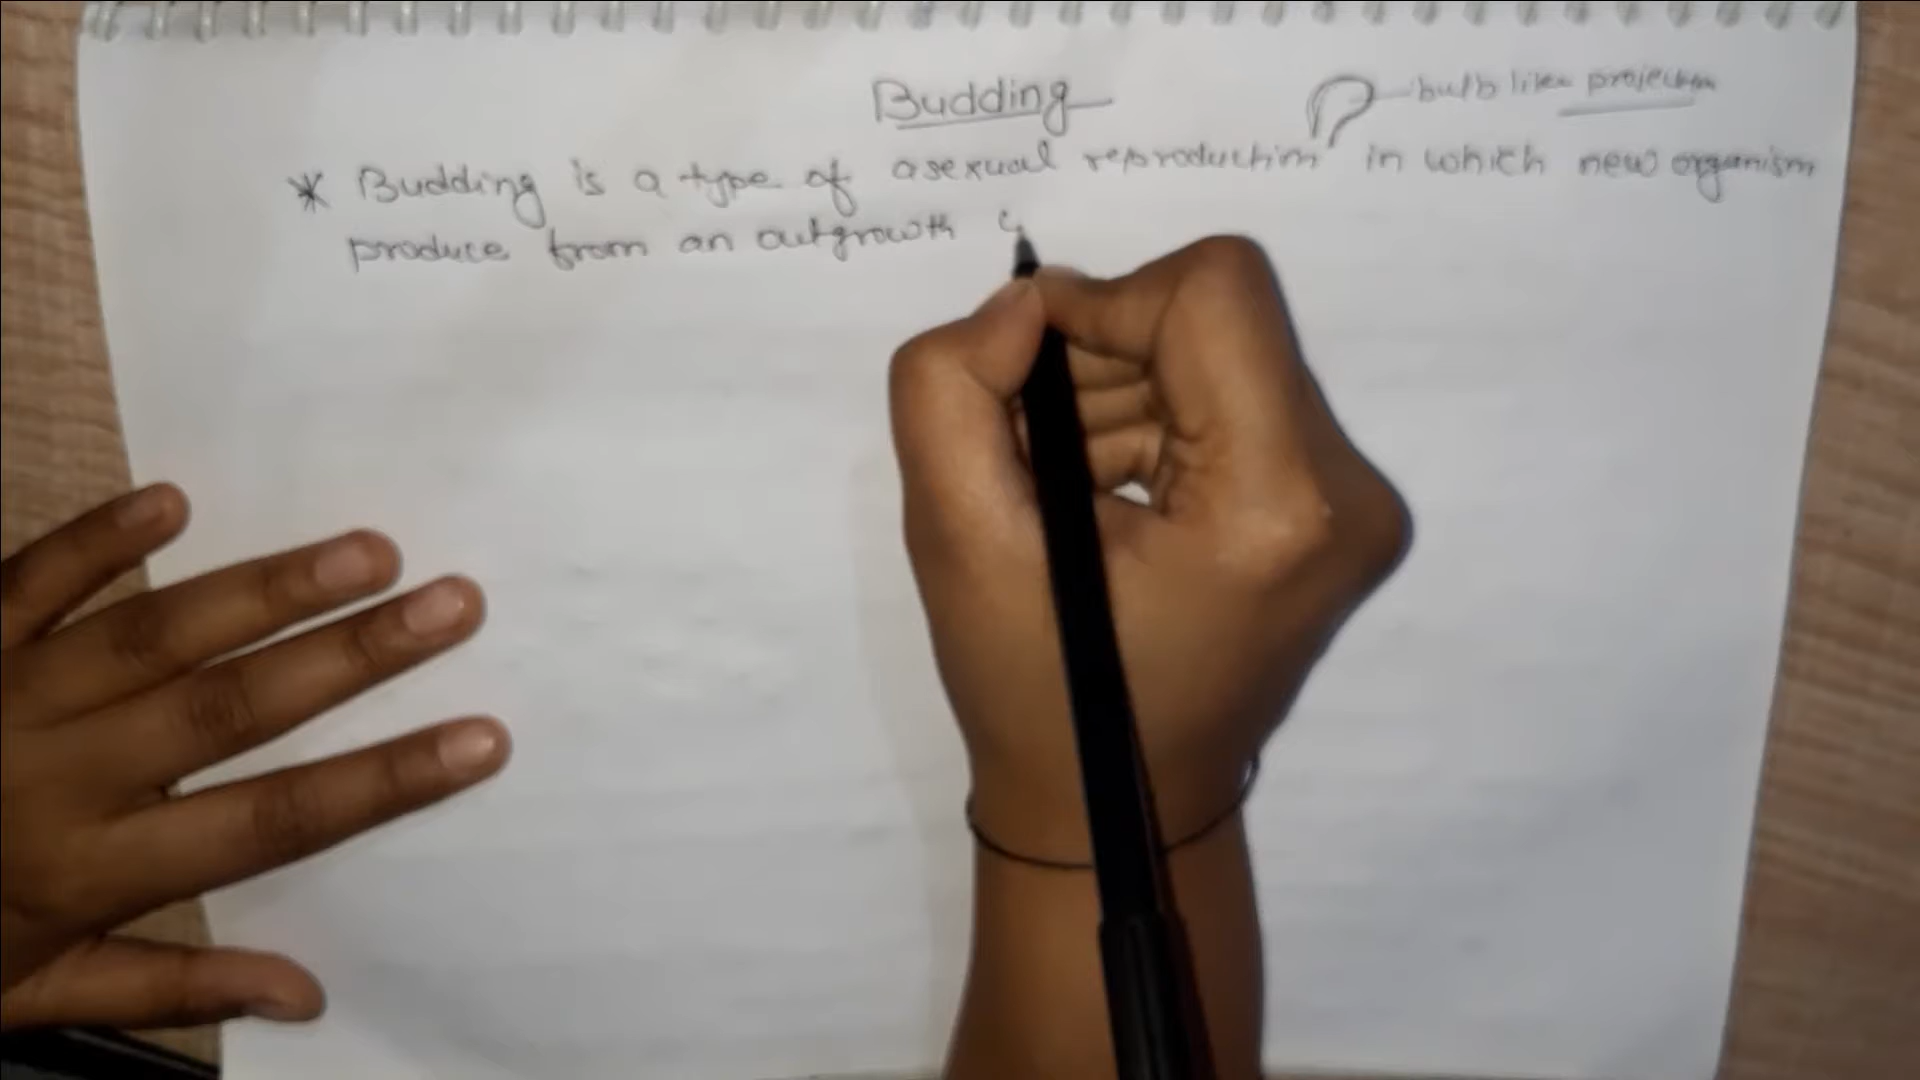 Budding
bulb like projection
* Budding is a type of asexual reproduction in which new organism
produce from an outgrowth